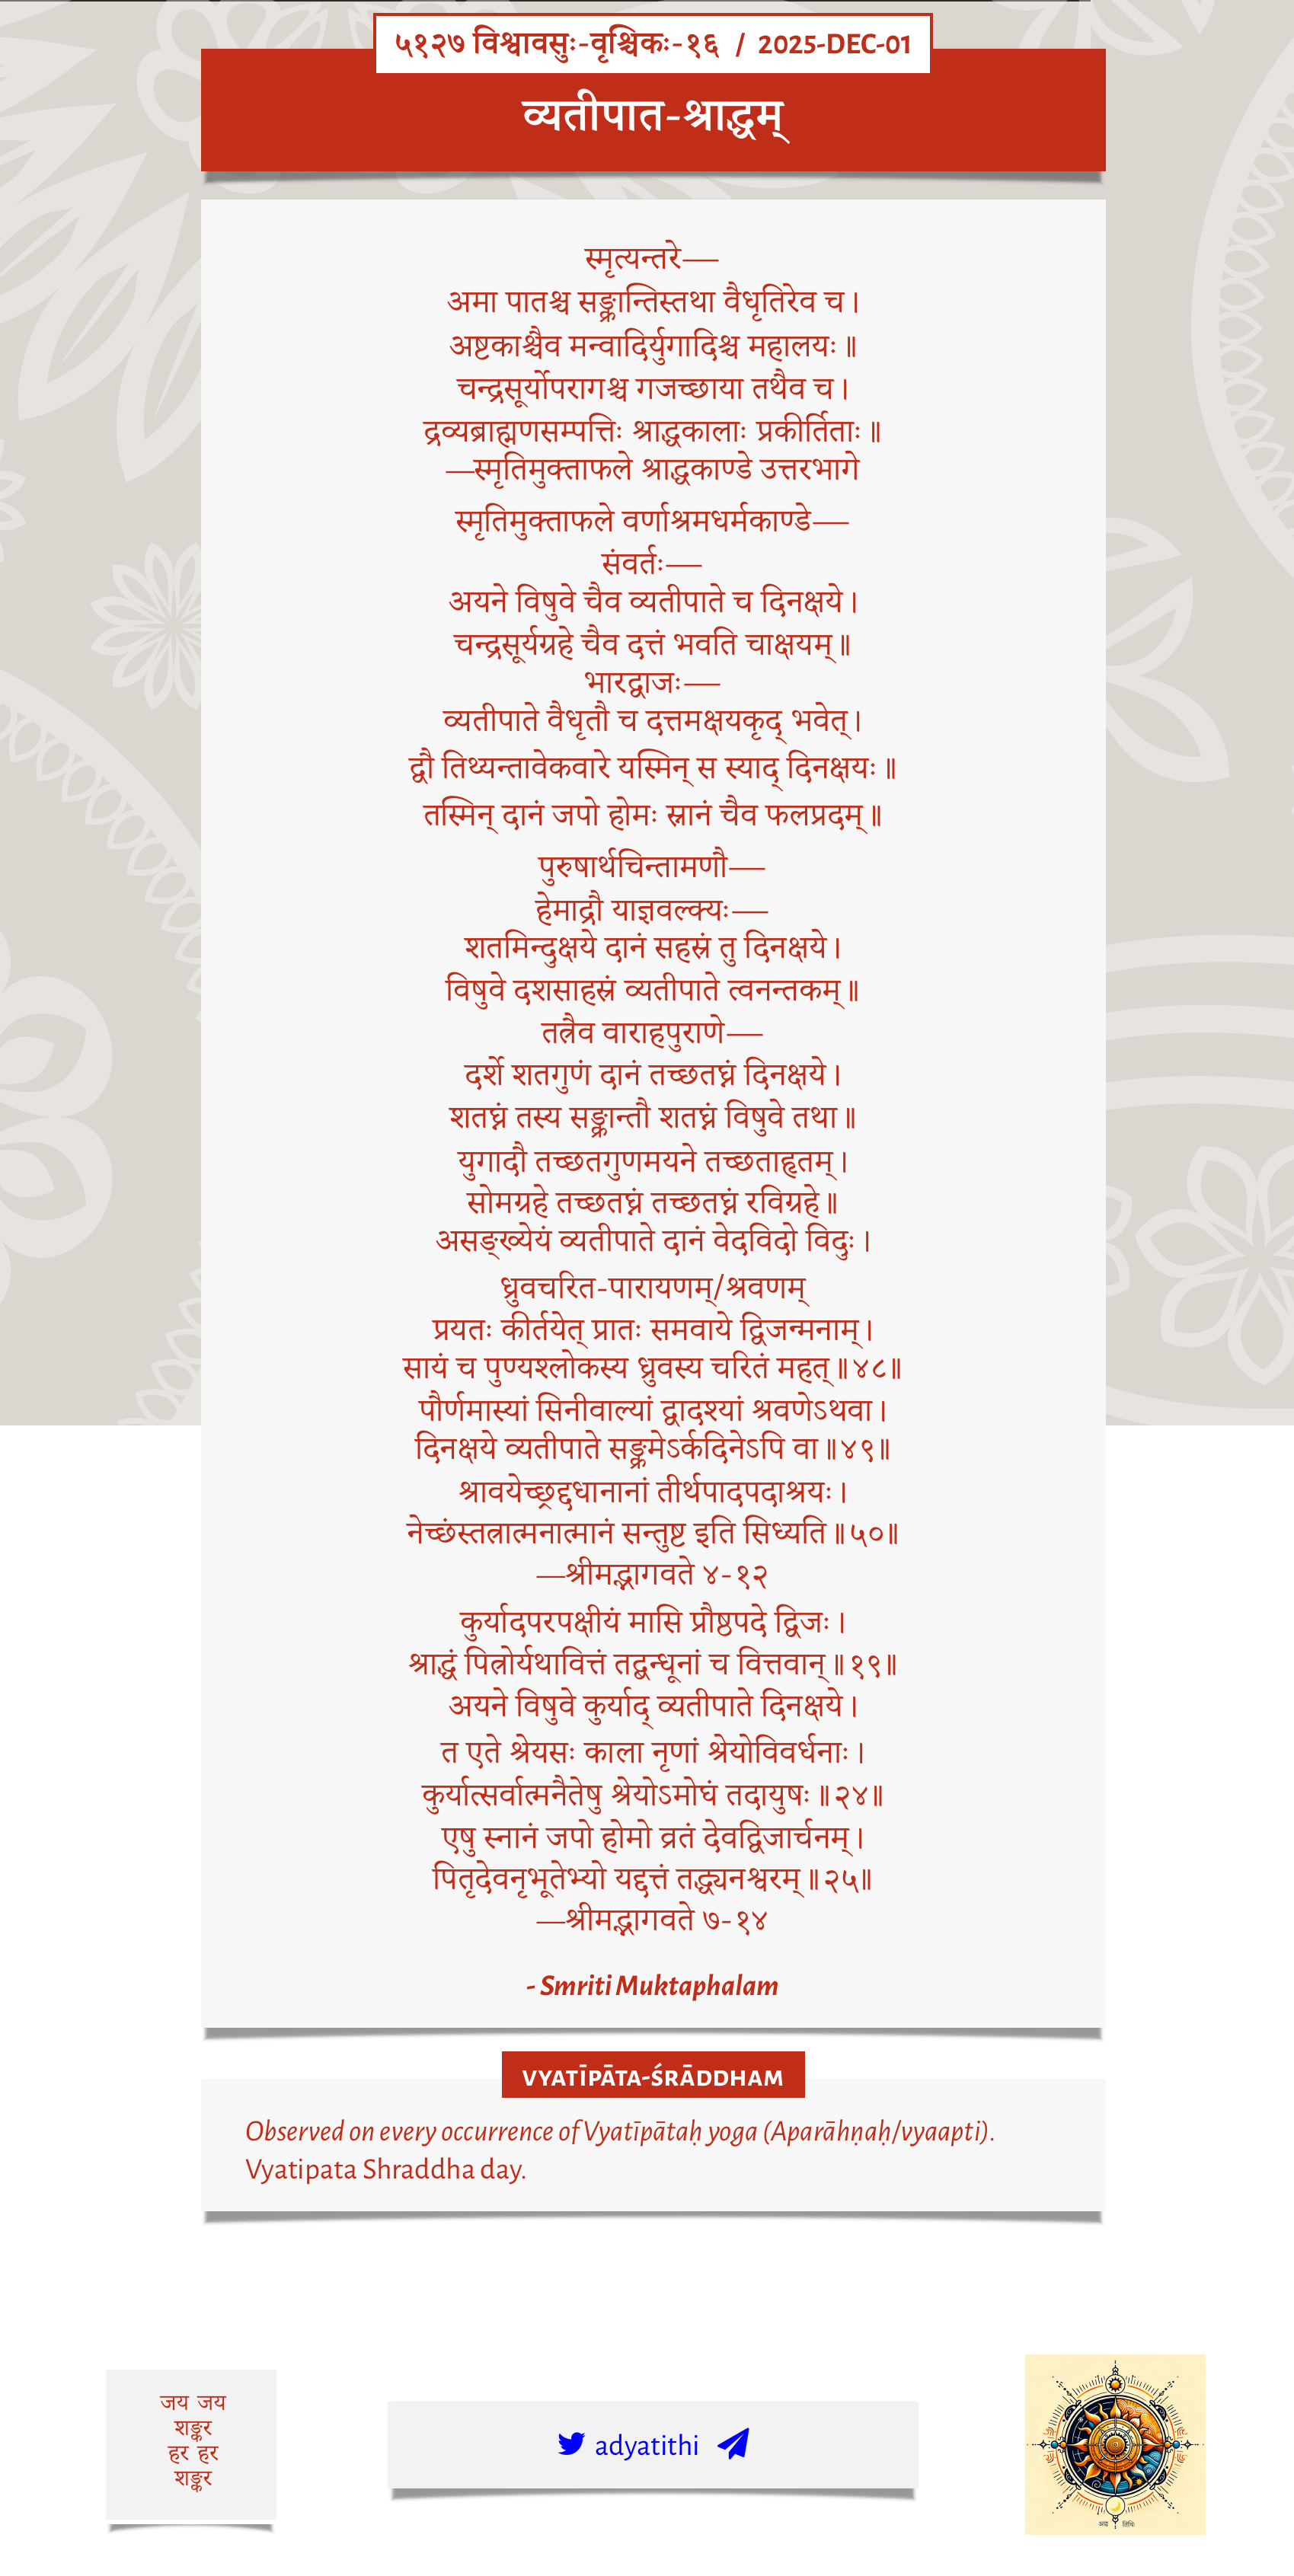 ५१२७ विश्वावसुः-वृश्चिकः-१६ / 2025-DEC-01
व्यतीपात-श्राद्धम्
स्मृत्यन्तरे—
अमा पातश्च सङ्क्रान्तिस्तथा वैधृतिरेव च।
अष्टकाश्चैव मन्वादिर्युगादिश्च महालयः॥
चन्द्रसूर्योपरागश्च गजच्छाया तथैव च।
द्रव्यब्राह्मणसम्पत्तिः श्राद्धकालाः प्रकीर्तिताः॥
—स्मृतिमुक्ताफले श्राद्धकाण्डे उत्तरभागे
स्मृतिमुक्ताफले वर्णाश्रमधर्मकाण्डे—
संवर्तः—
अयने विषुवे चैव व्यतीपाते च दिनक्षये।
चन्द्रसूर्यग्रहे चैव दत्तं भवति चाक्षयम्॥
भारद्वाजः—
व्यतीपाते वैधृतौ च दत्तमक्षयकृद् भवेत्।
द्वौ तिथ्यन्तावेकवारे यस्मिन् स स्याद् दिनक्षयः॥
तस्मिन् दानं जपो होमः स्नानं चैव फलप्रदम्॥
पुरुषार्थचिन्तामणौ—
हेमाद्रौ याज्ञवल्क्यः—
शतमिन्दुक्षये दानं सहस्रं तु दिनक्षये।
विषुवे दशसाहस्रं व्यतीपाते त्वनन्तकम्॥
तत्रैव वाराहपुराणे—
दर्शे शतगुणं दानं तच्छतघ्नं दिनक्षये।
शतघ्नं तस्य सङ्क्रान्तौ शतघ्नं विषुवे तथा॥
युगादौ तच्छतगुणमयने तच्छताहृतम्।
सोमग्रहे तच्छतघ्नं तच्छतघ्नं रविग्रहे॥
असङ्ख्येयं व्यतीपाते दानं वेदविदो विदुः।
ध्रुवचरित-पारायणम्/श्रवणम्
प्रयतः कीर्तयेत् प्रातः समवाये द्विजन्मनाम्।
सायं च पुण्यश्लोकस्य ध्रुवस्य चरितं महत्॥४८॥
पौर्णमास्यां सिनीवाल्यां द्वादश्यां श्रवणेऽथवा।
दिनक्षये व्यतीपाते सङ्क्रमेऽर्कदिनेऽपि वा॥४९॥
श्रावयेच्छ्रद्दधानानां तीर्थपादपदाश्रयः।
नेच्छंस्तत्रात्मनात्मानं सन्तुष्ट इति सिध्यति॥५०॥
—श्रीमद्भागवते ४-१२
कुर्यादपरपक्षीयं मासि प्रौष्ठपदे द्विजः।
श्राद्धं पित्रोर्यथावित्तं तद्बन्धूनां च वित्तवान्॥१९॥
अयने विषुवे कुर्याद् व्यतीपाते दिनक्षये।
त एते श्रेयसः काला नृणां श्रेयोविवर्धनाः।
कुर्यात्सर्वात्मनैतेषु श्रेयोऽमोघं तदायुषः॥२४॥
एषु स्नानं जपो होमो व्रतं देवद्विजार्चनम्।
पितृदेवनृभूतेभ्यो यद्दत्तं तद्ध्यनश्वरम्॥२५॥
—श्रीमद्भागवते ७-१४
- Smriti Muktaphalam
VYATĪPĀTA-ŚRĀDDHAM
Observed on every occurrence of Vyatīpātaḥ yoga (Aparāhṇaḥ/vyaapti).
Vyatipata Shraddha day.
जय जय
शङ्कर
हर हर
शङ्कर
adyatithi
अद्य तिथिः